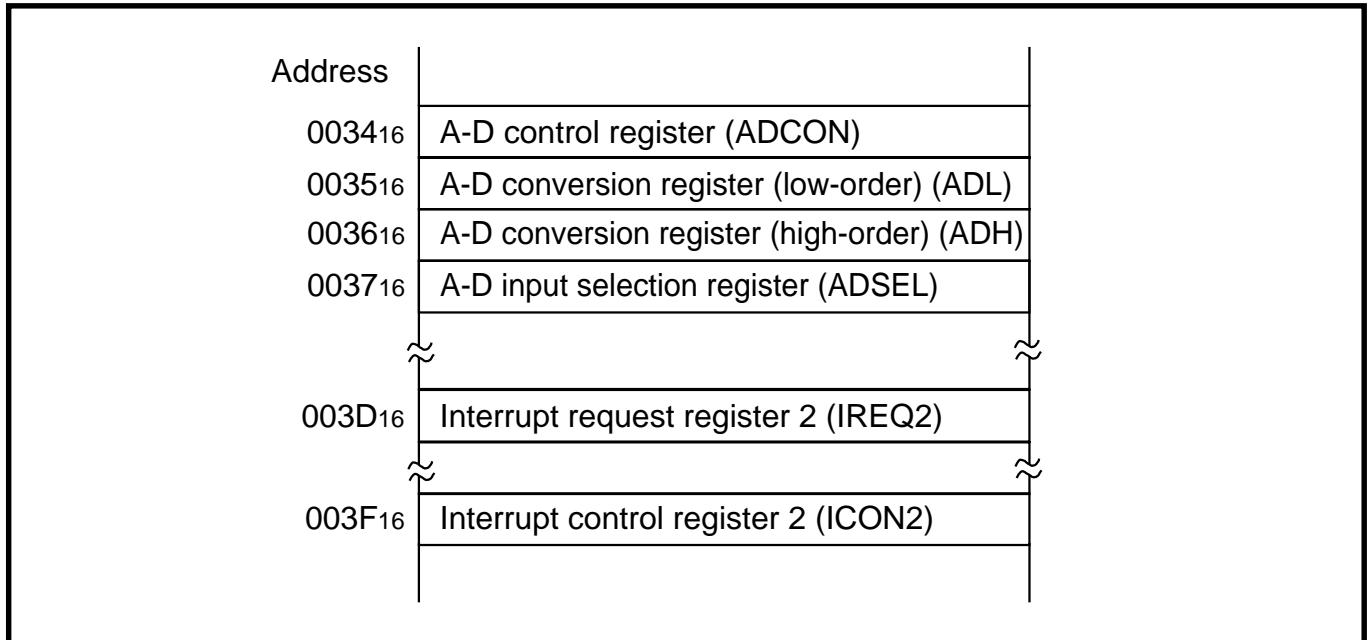 Address
0034₁₆ A-D control register (ADCON)
0035₁₆ A-D conversion register (low-order) (ADL)
0036₁₆ A-D conversion register (high-order) (ADH)
0037₁₆ A-D input selection register (ADSEL)
003D₁₆ Interrupt request register 2 (IREQ2)
003F₁₆ Interrupt control register 2 (ICON2)